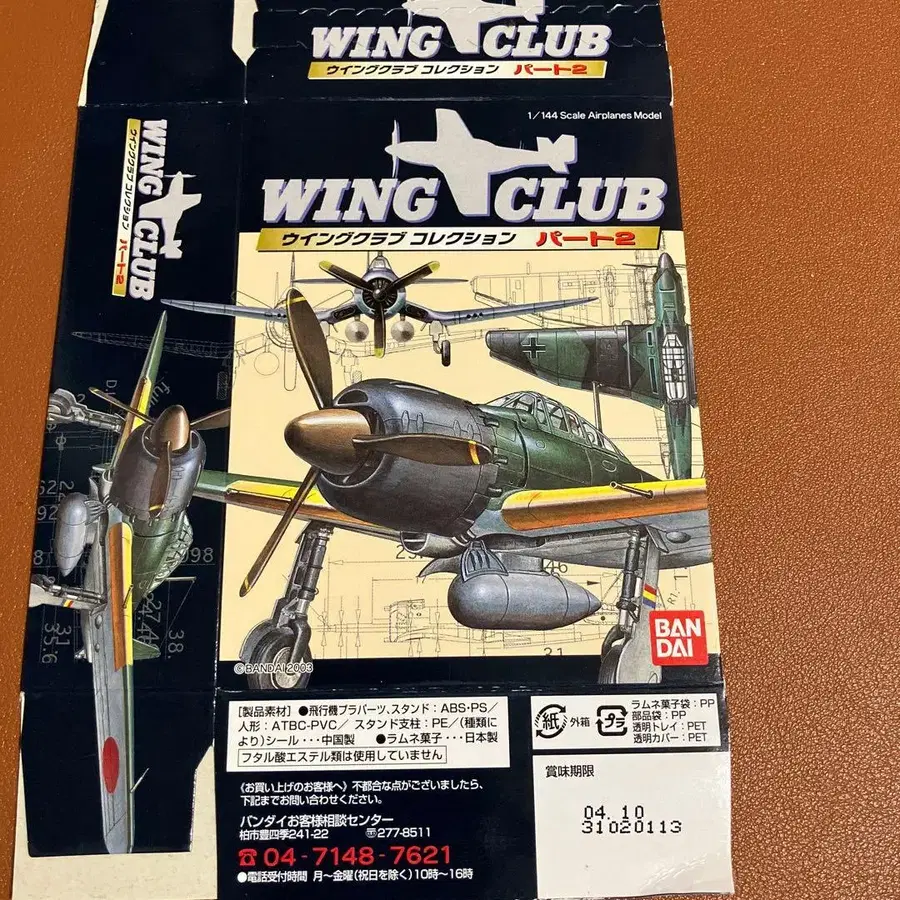 WING CLUB
ウイングクラブ コレクション パート2
1/144 Scale Airplanes Model
WING CLUB
ウイングクラブ コレクション パート2
WING CLUB
ウイングクラブ コレクション パート2
BAN
DAI
©BANDAI 2003
[製品素材] ●飛行機プラパーツ、スタンド:ABS・PS/
人形:ATBC-PVC/ スタンド支柱:PE/(種類に
より)シール・・・中国製 ●ラムネ菓子・・・日本製
フタル酸エステル類は使用していません
紙 外箱
プラ
ラムネ菓子袋:PP
部品袋:PP
透明トレイ:PET
透明カバー:PET
《お買い上げのお客様へ》不都合な点がございましたら、
下記までお問い合わせください。
バンダイお客様相談センター
柏市豊四季241-22 〒277-8511
☎04-7148-7621
●電話受付時間 月~金曜(祝日を除く)10時~16時
賞味期限
04.10
31020113